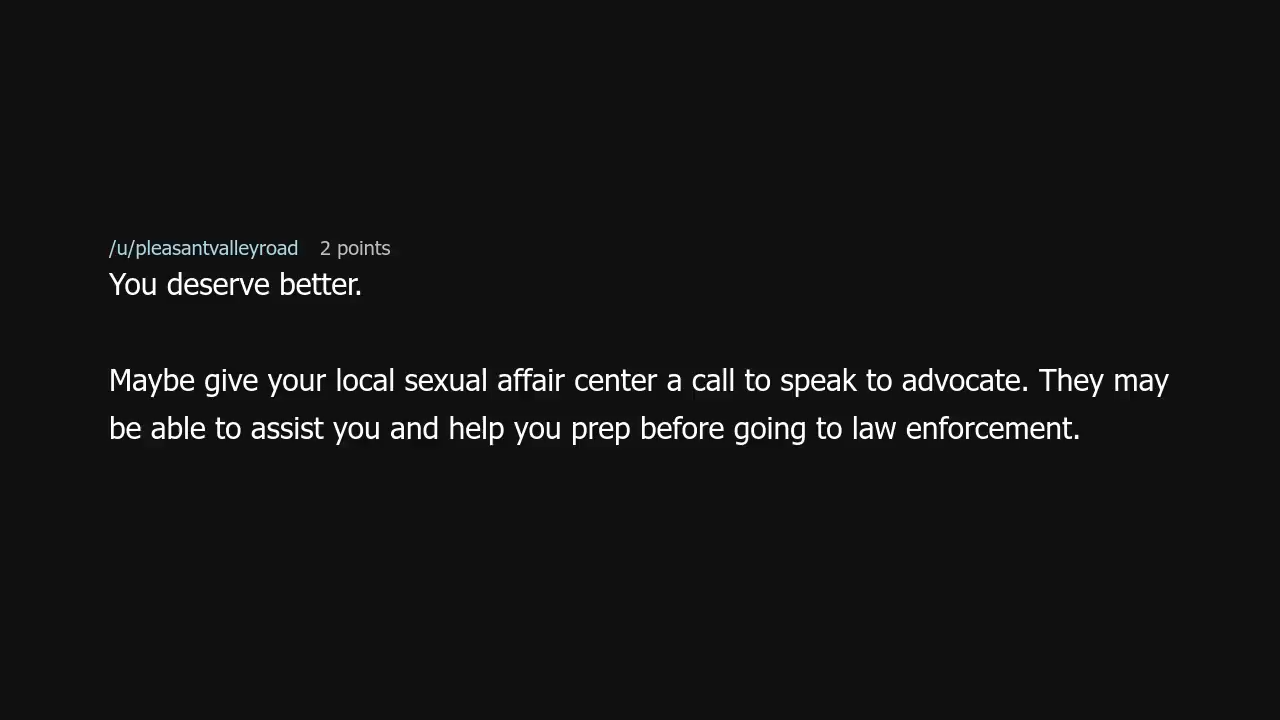 /u/pleasantvalleyroad 2 points
You deserve better.
Maybe give your local sexual affair center a call to speak to advocate. They may
be able to assist you and help you prep before going to law enforcement.